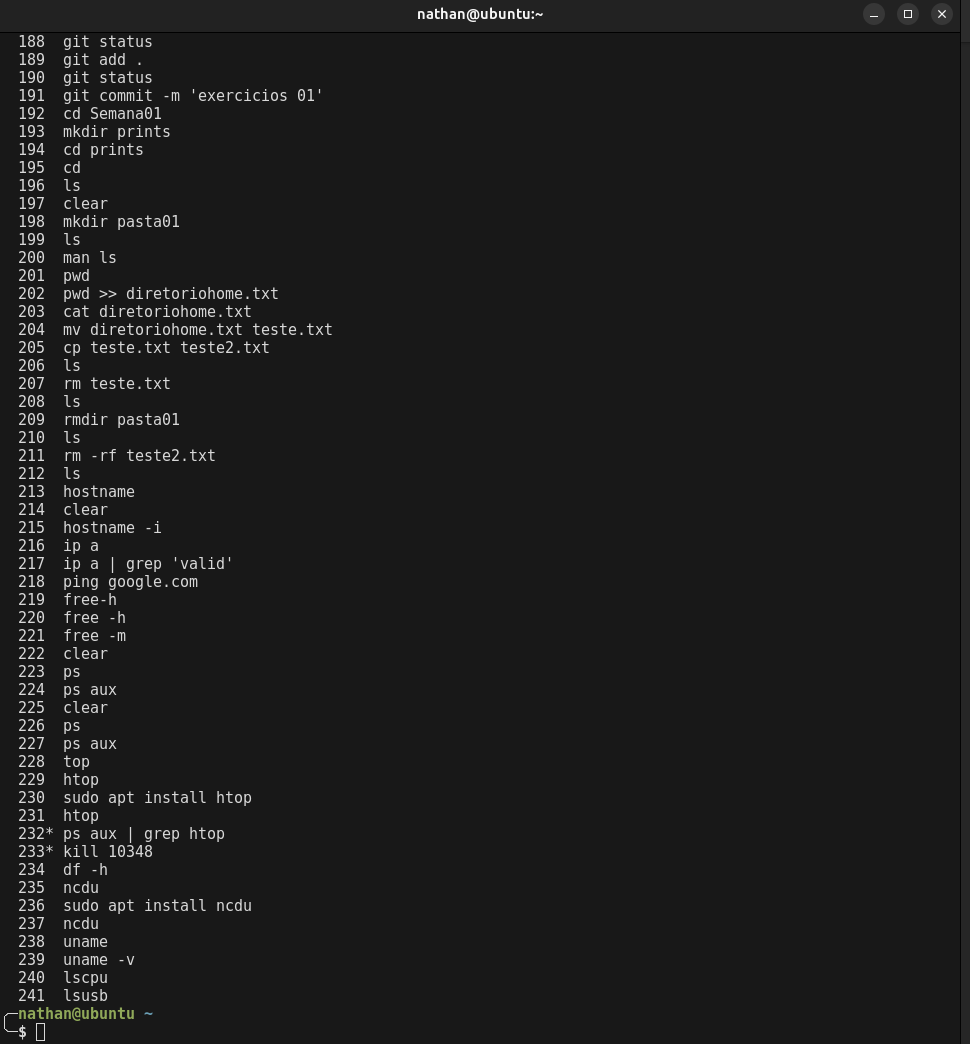 nathan@ubuntu:~
188  git status
189  git add .
190  git status
191  git commit -m 'exercicios 01'
192  cd Semana01
193  mkdir prints
194  cd prints
195  cd
196  ls
197  clear
198  mkdir pasta01
199  ls
200  man ls
201  pwd
202  pwd >> diretoriohome.txt
203  cat diretoriohome.txt
204  mv diretoriohome.txt teste.txt
205  cp teste.txt teste2.txt
206  ls
207  rm teste.txt
208  ls
209  rmdir pasta01
210  ls
211  rm -rf teste2.txt
212  ls
213  hostname
214  clear
215  hostname -i
216  ip a
217  ip a | grep 'valid'
218  ping google.com
219  free-h
220  free -h
221  free -m
222  clear
223  ps
224  ps aux
225  clear
226  ps
227  ps aux
228  top
229  htop
230  sudo apt install htop
231  htop
232* ps aux | grep htop
233* kill 10348
234  df -h
235  ncdu
236  sudo apt install ncdu
237  ncdu
238  uname
239  uname -v
240  lscpu
241  lsusb
nathan@ubuntu ~
$